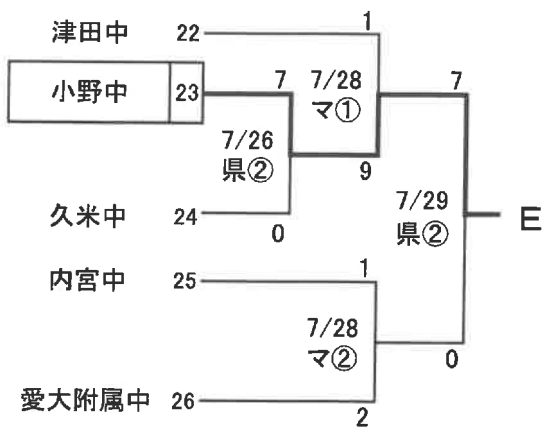 津田中 22
1
小野中 23
7
7/28
マ①
7
7/26
県②
9
久米中 24
0
7/29
県②
E
内宮中 25
1
7/28
マ②
0
愛大附属中 26
2